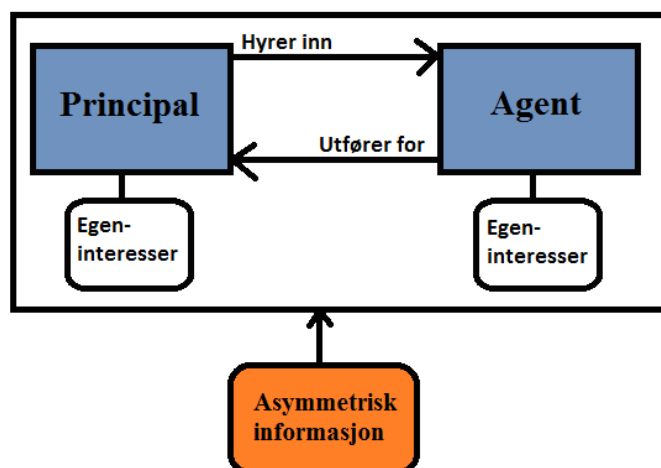 Hyrer inn
Principal
Agent
Utfører for
Egen-
interesser
Egen-
interesser
Asymmetrisk
informasjon